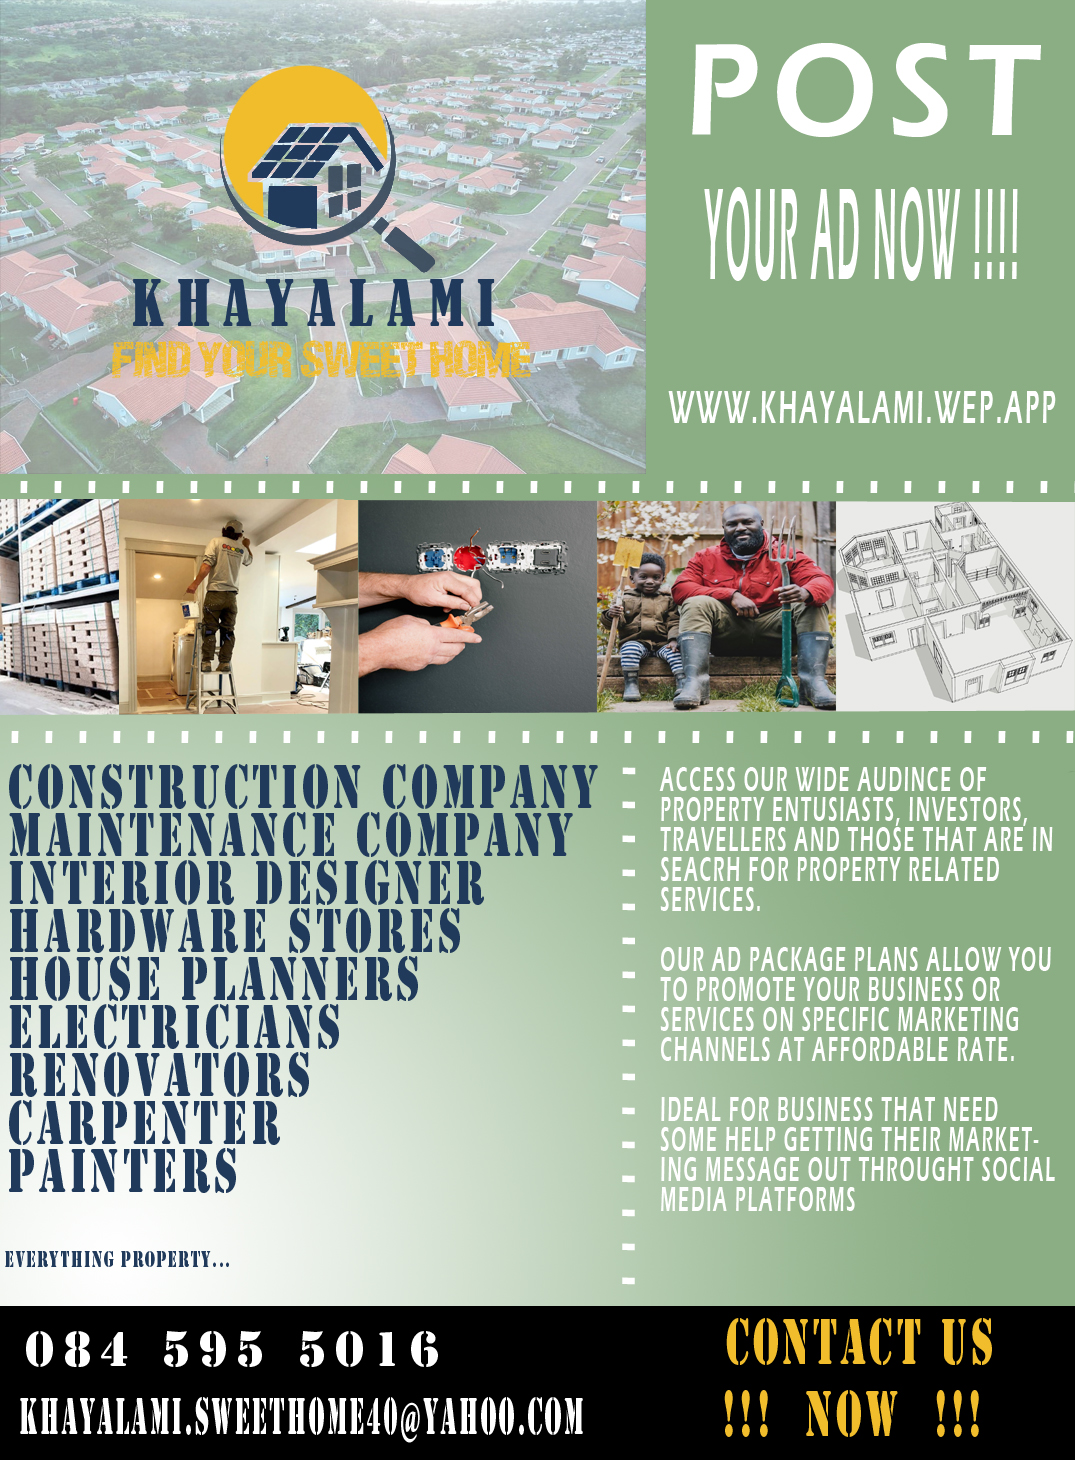 KHAYALAMI
FIND YOUR SWEET HOME
POST
YOUR AD NOW !!!!
WWW.KHAYALAMI.WEP.APP
CONSTRUCTION COMPANY
MAINTENANCE COMPANY
INTERIOR DESIGNER
HARDWARE STORES
HOUSE PLANNERS
ELECTRICIANS
RENOVATORS
CARPENTER
PAINTERS
EVERYTHING PROPERTY...
ACCESS OUR WIDE AUDINCE OF
PROPERTY ENTUSIASTS, INVESTORS,
TRAVELLERS AND THOSE THAT ARE IN
SEACRH FOR PROPERTY RELATED
SERVICES.
OUR AD PACKAGE PLANS ALLOW YOU
TO PROMOTE YOUR BUSINESS OR
SERVICES ON SPECIFIC MARKETING
CHANNELS AT AFFORDABLE RATE.
IDEAL FOR BUSINESS THAT NEED
SOME HELP GETTING THEIR MARKET-
ING MESSAGE OUT THROUGHT SOCIAL
MEDIA PLATFORMS
084 595 5016
KHAYALAMI.SWEETHOME40@YAHOO.COM
CONTACT US
!!! NOW !!!